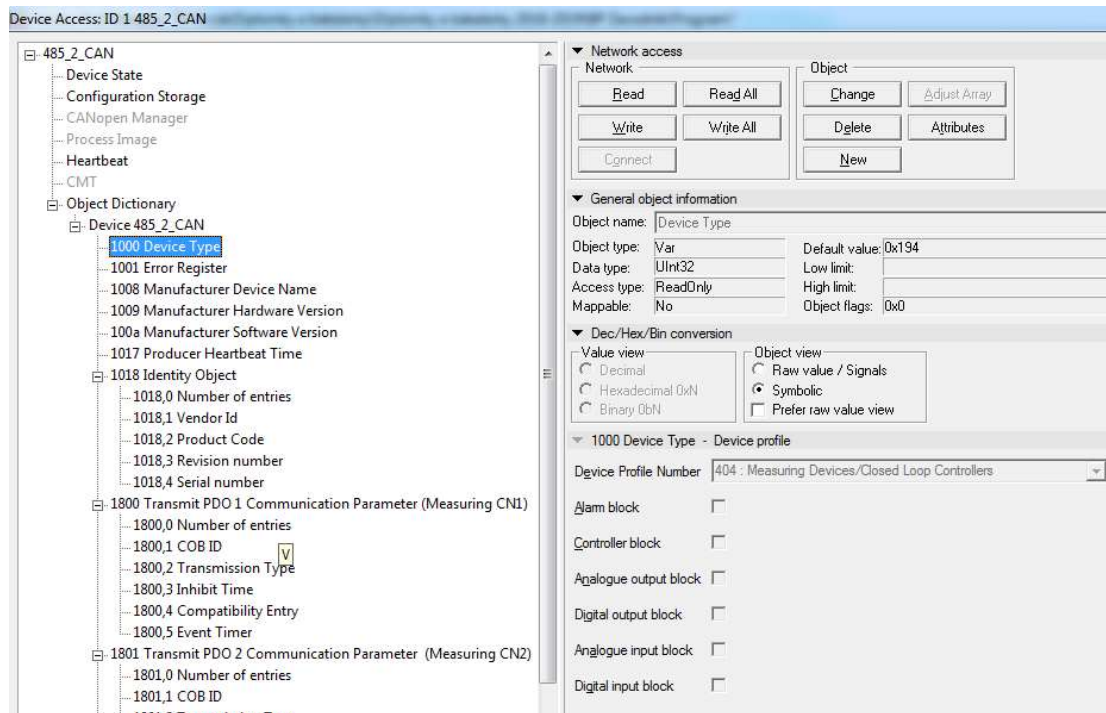 Device Access: ID 1 485_2_CAN
485_2_CAN
Device State
Configuration Storage
CANopen Manager
Process Image
Heartbeat
CMT
Object Dictionary
Device 485_2_CAN
1000 Device Type
1001 Error Register
1008 Manufacturer Device Name
1009 Manufacturer Hardware Version
100a Manufacturer Software Version
1017 Producer Heartbeat Time
1018 Identity Object
1018,0 Number of entries
1018,1 Vendor Id
1018,2 Product Code
1018,3 Revision number
1018,4 Serial number
1800 Transmit PDO 1 Communication Parameter (Measuring CN1)
1800,0 Number of entries
1800,1 COB ID
V
1800,2 Transmission Type
1800,3 Inhibit Time
1800,4 Compatibility Entry
1800,5 Event Timer
1801 Transmit PDO 2 Communication Parameter (Measuring CN2)
1801,0 Number of entries
1801,1 COB ID
Network access
Network
Read Read All
Write Write All
Connect
Object
Change Adjust Array
Delete Attributes
New
General object information
Object name: Device Type
Object type: Var Default value: 0x194
Data type: UInt32 Low limit:
Access type: ReadOnly High limit:
Mappable: No Object flags: 0x0
Dec/Hex/Bin conversion
Value view
Decimal
Hexadecimal 0xN
Binary 0bN
Object view
Raw value / Signals
Symbolic
Prefer raw value view
1000 Device Type - Device profile
Device Profile Number 404 : Measuring Devices/Closed Loop Controllers
Alarm block
Controller block
Analogue output block
Digital output block
Analogue input block
Digital input block